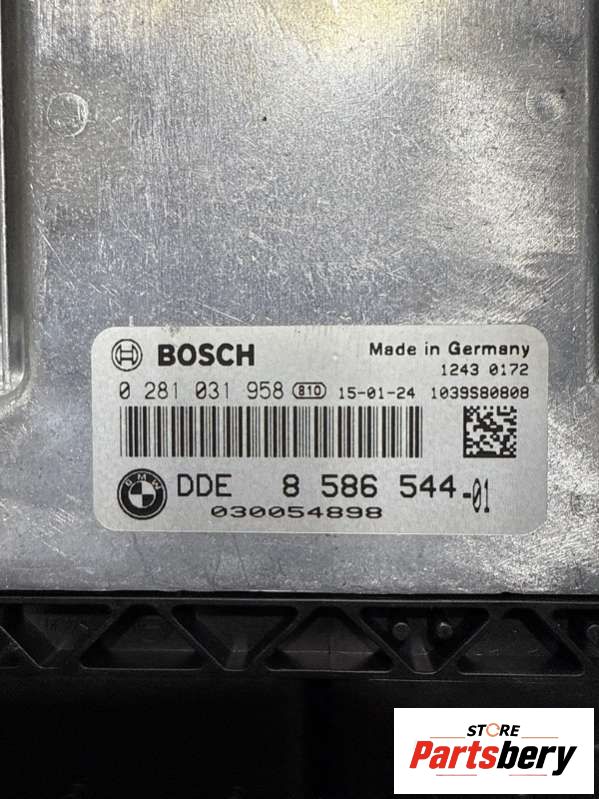 BOSCH Made in Germany
1243 0172
0 281 031 958 810 15-01-24 1039S80808
BMW DDE 8 586 544-01
030054898
STORE
Partsbery